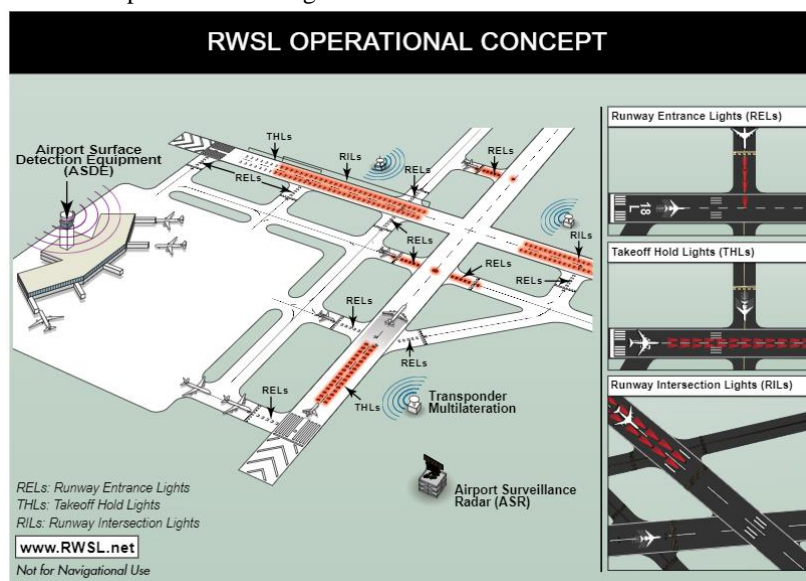 RWSL OPERATIONAL CONCEPT
Airport Surface
Detection Equipment
(ASDE)
THLs
RILs
RELs
RELs
RELs
RELs
RILs
RELs
RELs
RELs
RELs
RELs
THLs
Transponder
Multilateration
Airport Surveillance
Radar (ASR)
RELs: Runway Entrance Lights
THLs: Takeoff Hold Lights
RILs: Runway Intersection Lights
www.RWSL.net
Not for Navigational Use
Runway Entrance Lights (RELs)
18
L
Takeoff Hold Lights (THLs)
Runway Intersection Lights (RILs)